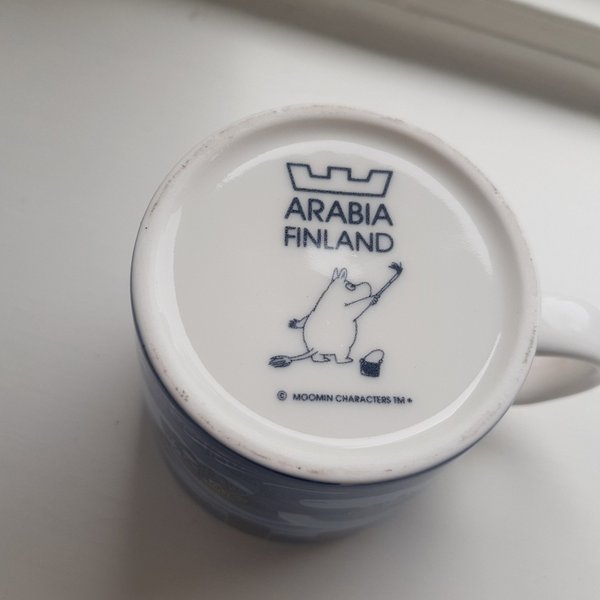 ARABIA
FINLAND
© MOOMIN CHARACTERS TM *